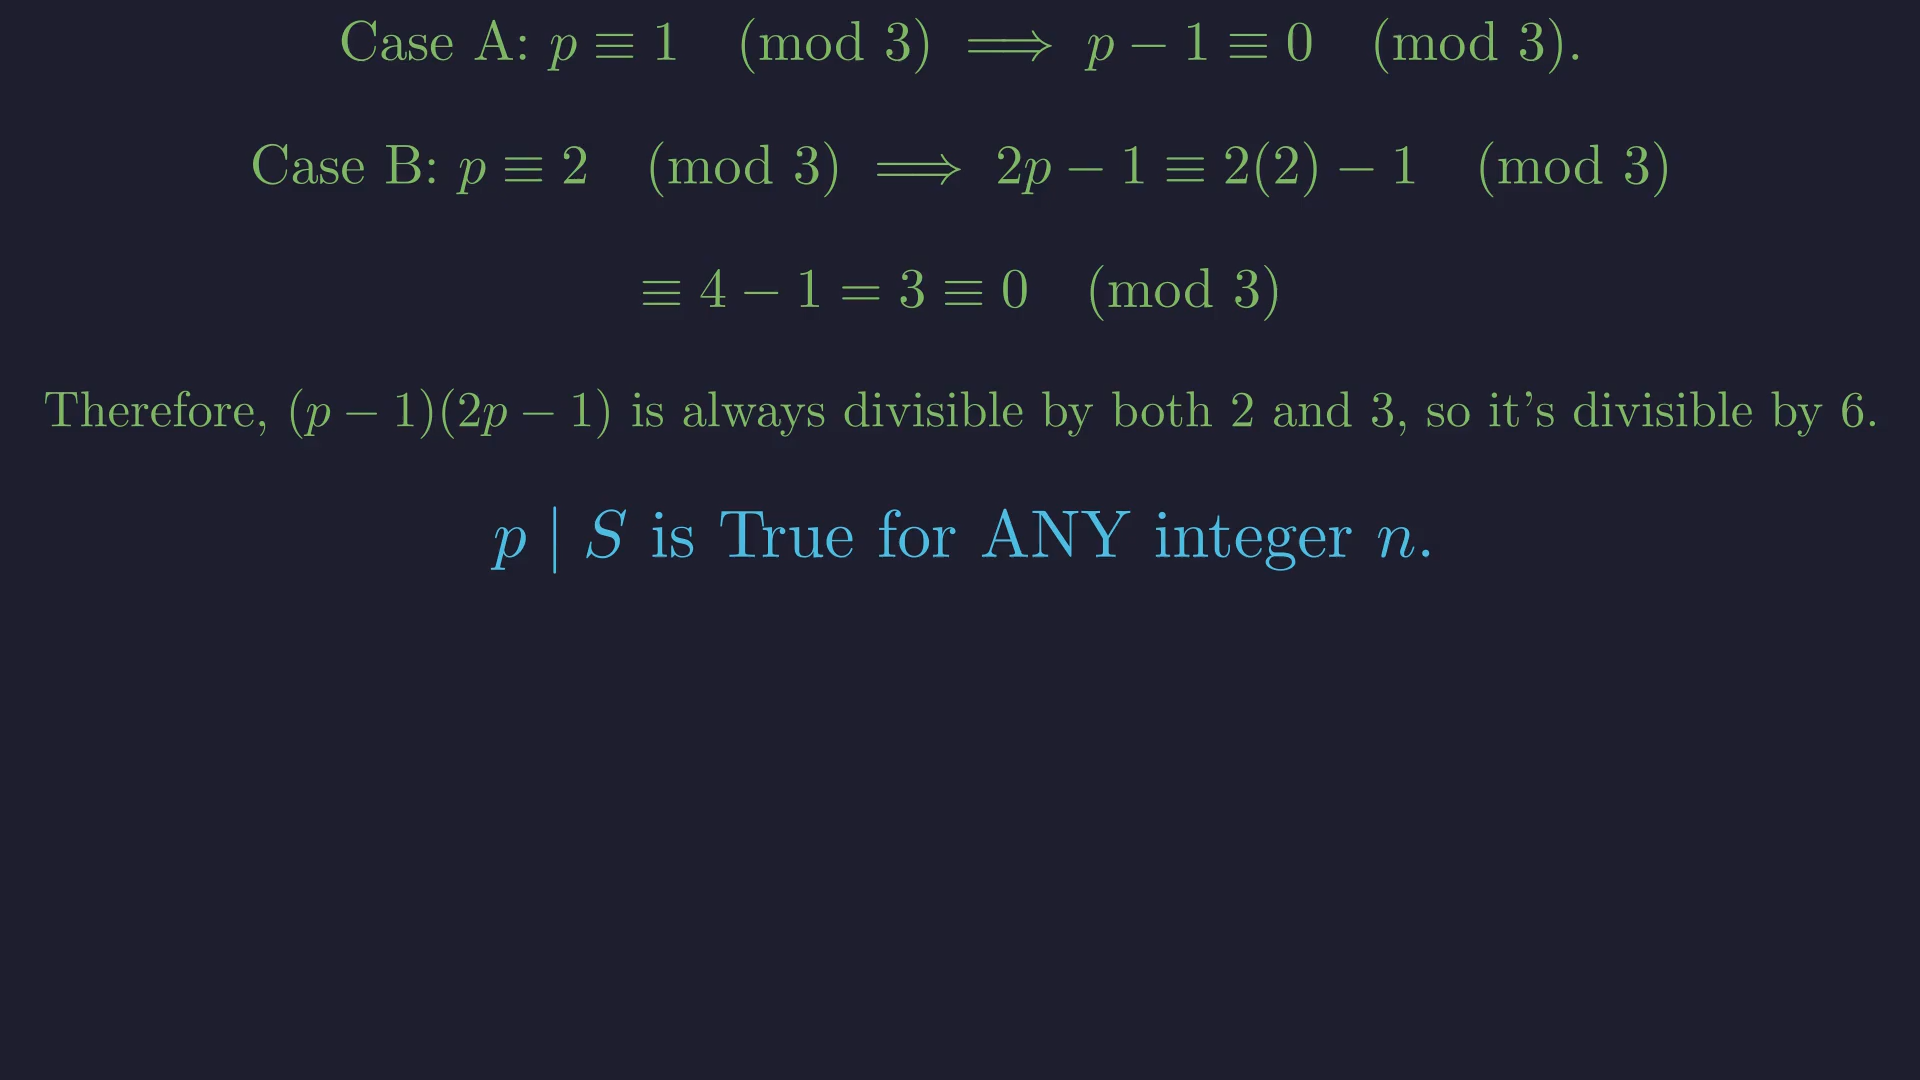 Case A: p ≡ 1 (mod 3) ⟹ p − 1 ≡ 0 (mod 3).
Case B: p ≡ 2 (mod 3) ⟹ 2p − 1 ≡ 2(2) − 1 (mod 3)
≡ 4 − 1 = 3 ≡ 0 (mod 3)
Therefore, (p − 1)(2p − 1) is always divisible by both 2 and 3, so it's divisible by 6.
p | S is True for ANY integer n.